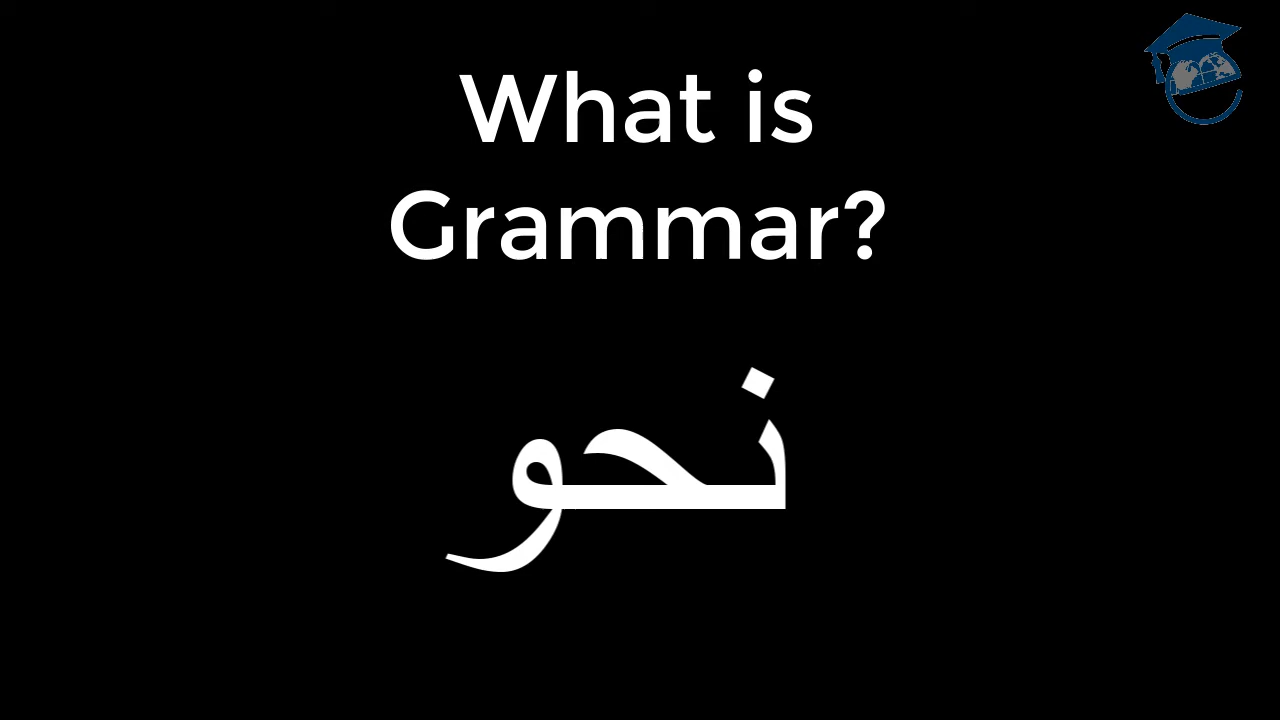 What is
Grammar?
نحو